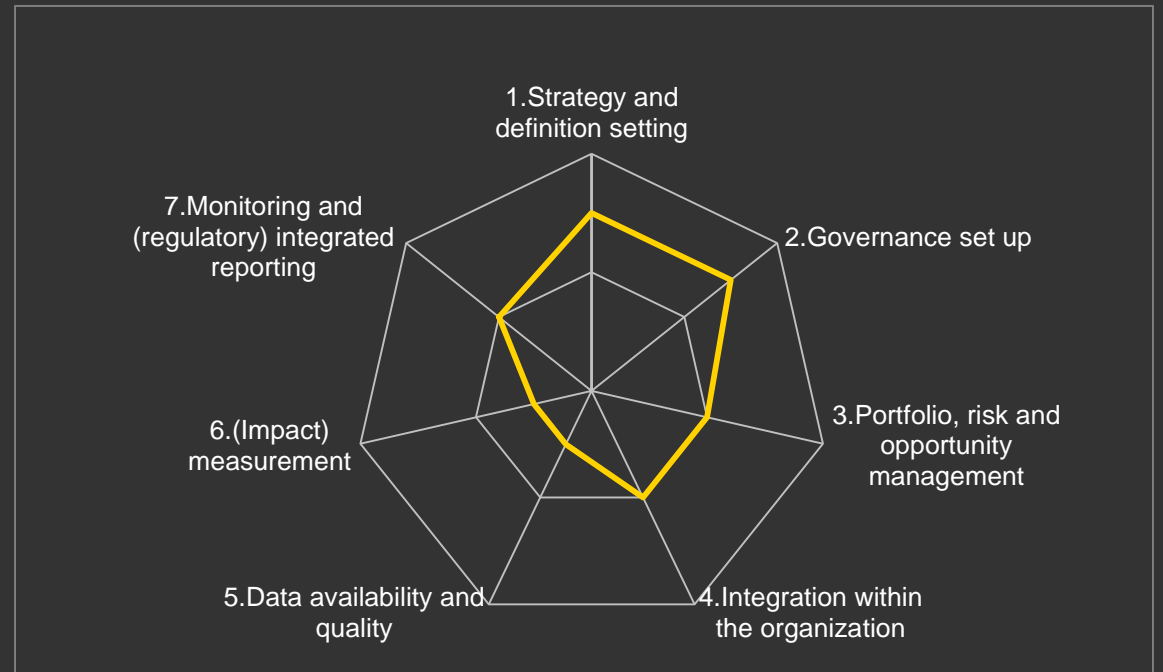 1.Strategy and
definition setting
2.Governance set up
3.Portfolio, risk and
opportunity
management
4.Integration within
the organization
5.Data availability and
quality
6.(Impact)
measurement
7.Monitoring and
(regulatory) integrated
reporting